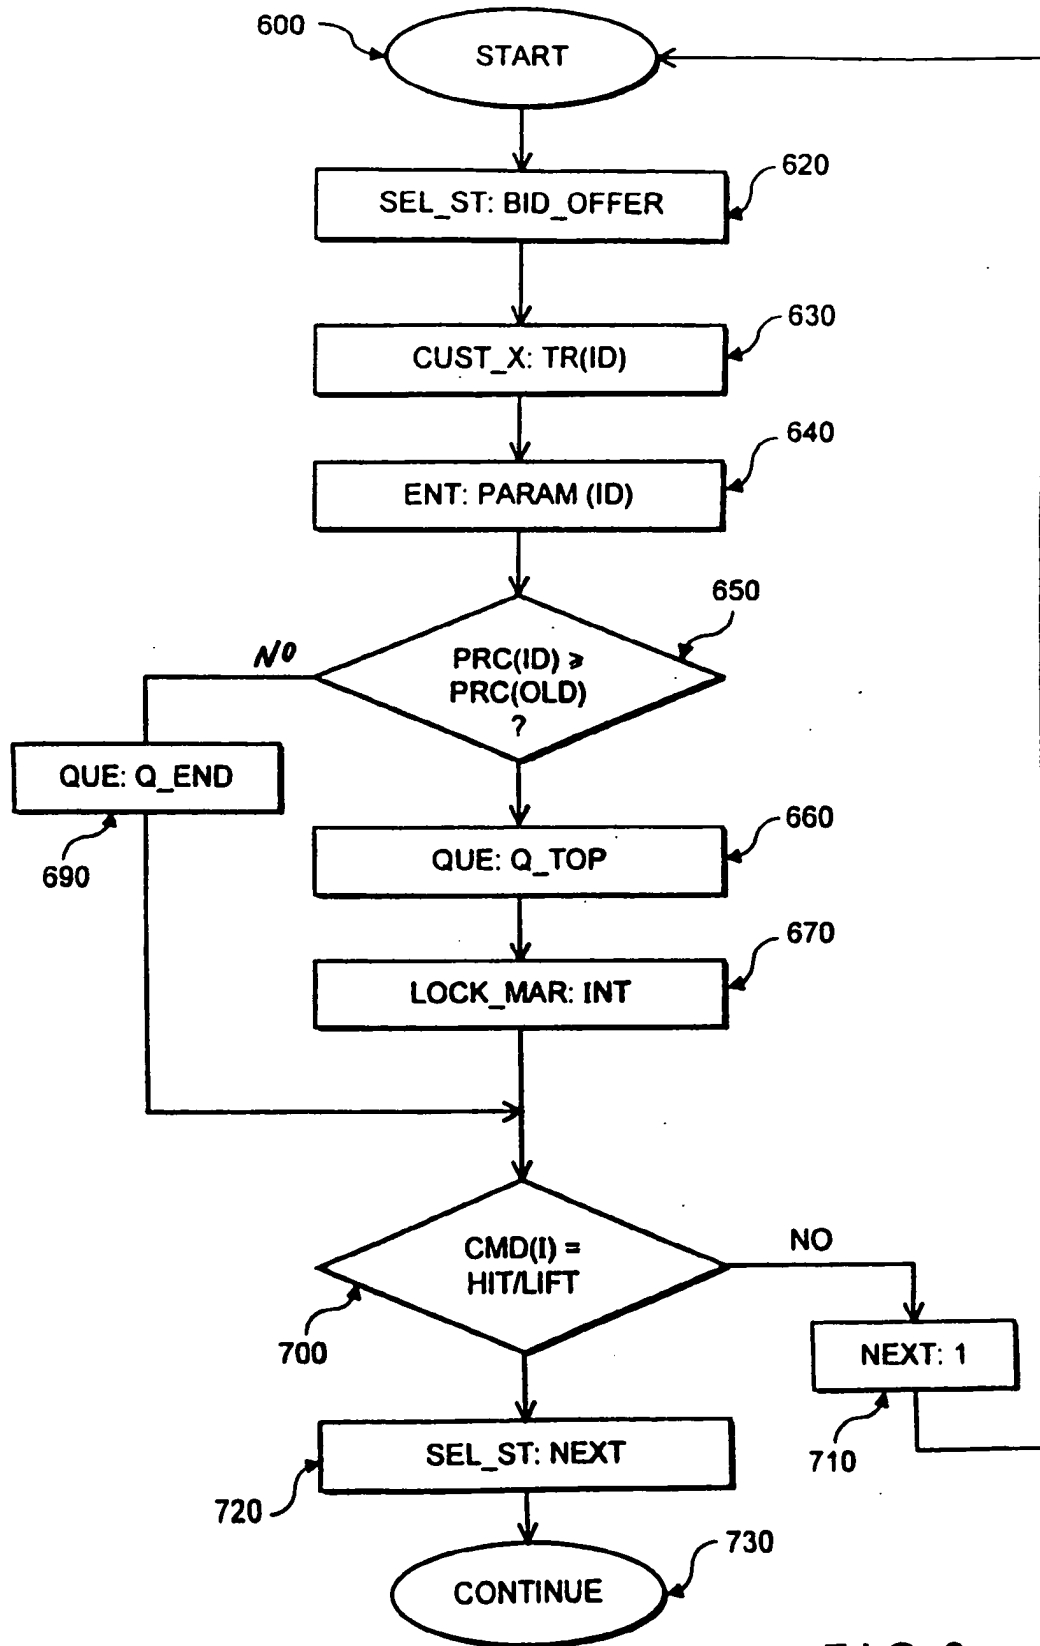 600
START
620
SEL_ST: BID_OFFER
630
CUST_X: TR(ID)
640
ENT: PARAM (ID)
650
NO
PRC(ID) ≥
PRC(OLD)
?
QUE: Q_END
690
660
QUE: Q_TOP
670
LOCK_MAR: INT
CMD(I) =
HIT/LIFT
NO
700
NEXT: 1
710
SEL_ST: NEXT
720
730
CONTINUE